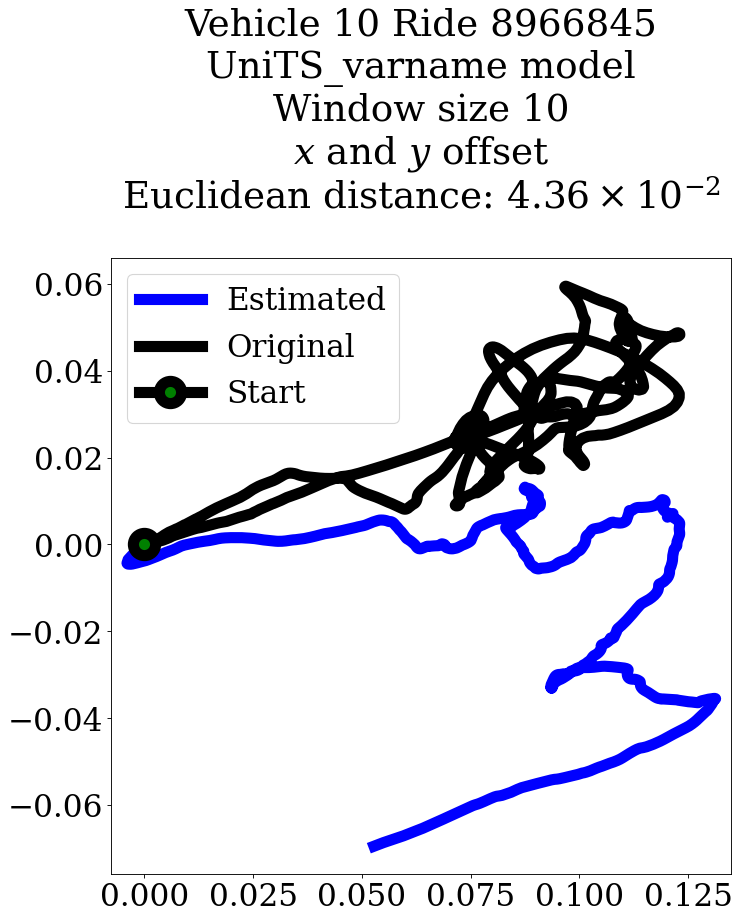 Vehicle 10 Ride 8966845
UniTS_varname model
Window size 10
x and y offset
Euclidean distance: 4.36 × 10⁻²
Estimated
Original
Start
0.06
0.04
0.02
0.00
−0.02
−0.04
−0.06
0.000 0.025 0.050 0.075 0.100 0.125